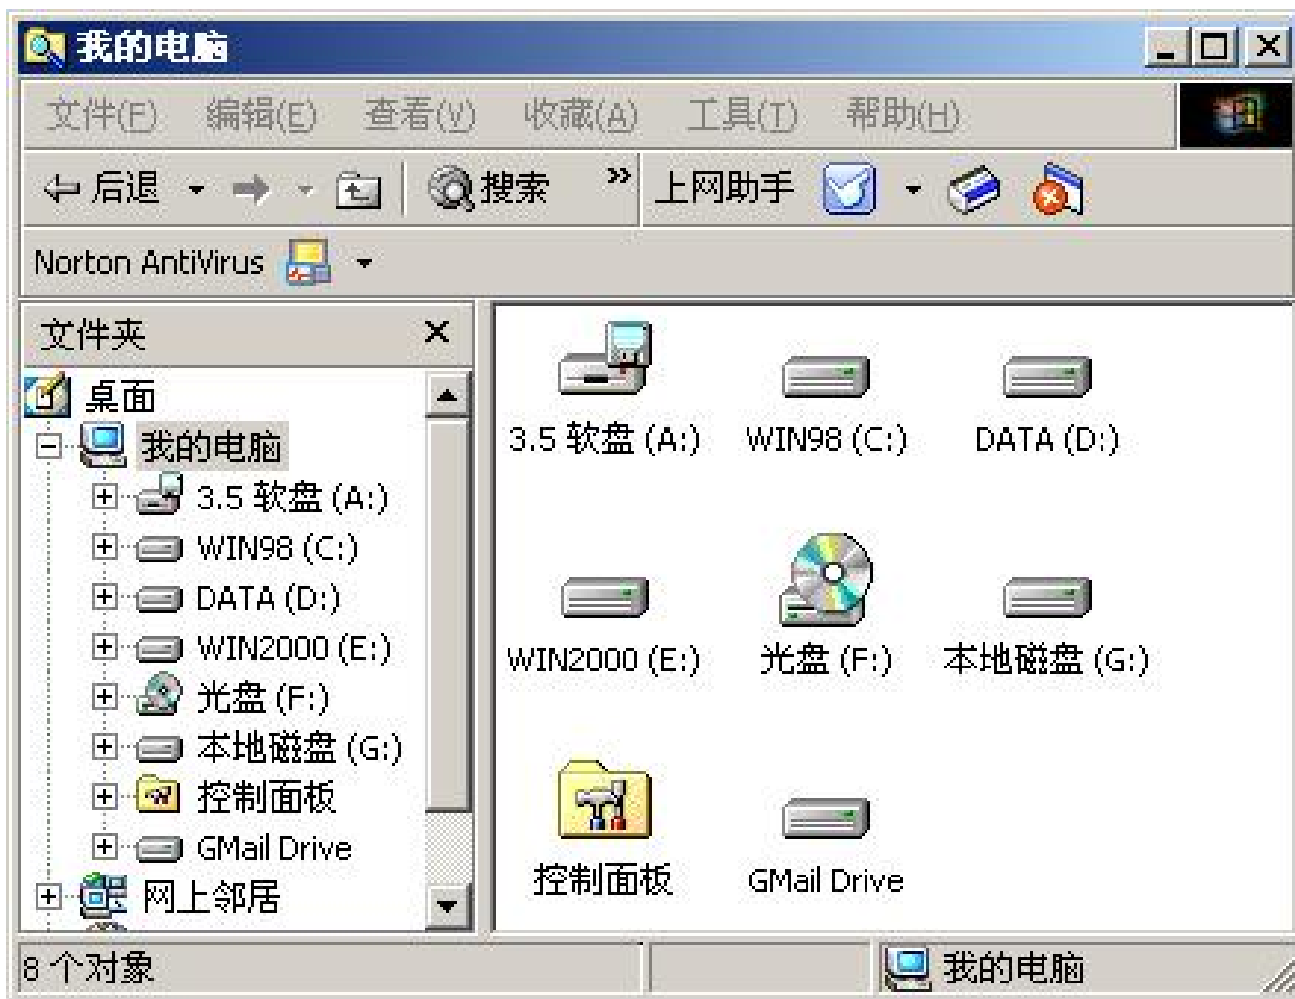 我的电脑
文件(F) 编辑(E) 查看(V) 收藏(A) 工具(T) 帮助(H)
后退 搜索 » 上网助手
Norton AntiVirus
文件夹
桌面
我的电脑
3.5 软盘 (A:)
WIN98 (C:)
DATA (D:)
WIN2000 (E:)
光盘 (F:)
本地磁盘 (G:)
控制面板
GMail Drive
网上邻居
3.5 软盘 (A:) WIN98 (C:) DATA (D:)
WIN2000 (E:) 光盘 (F:) 本地磁盘 (G:)
控制面板 GMail Drive
8 个对象 我的电脑